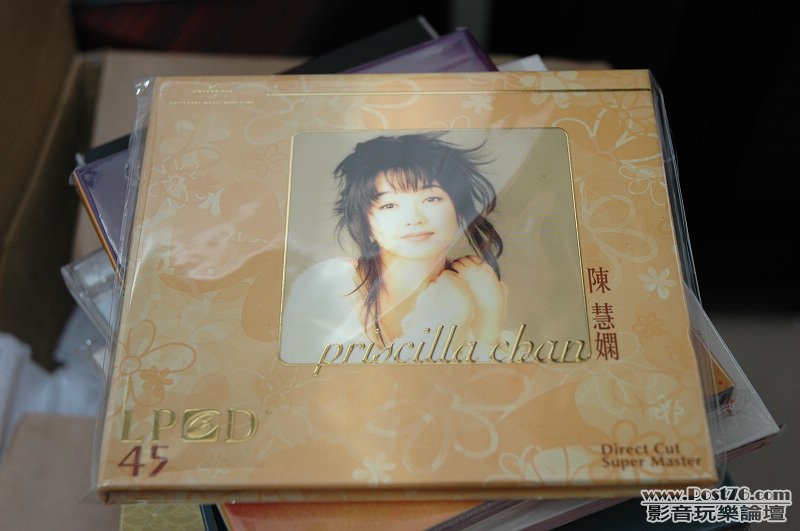 UNIVERSAL
priscilla chan
陳慧嫻
LPCD
45
Direct Cut
Super Master
www.Post76.com
影音玩樂論壇